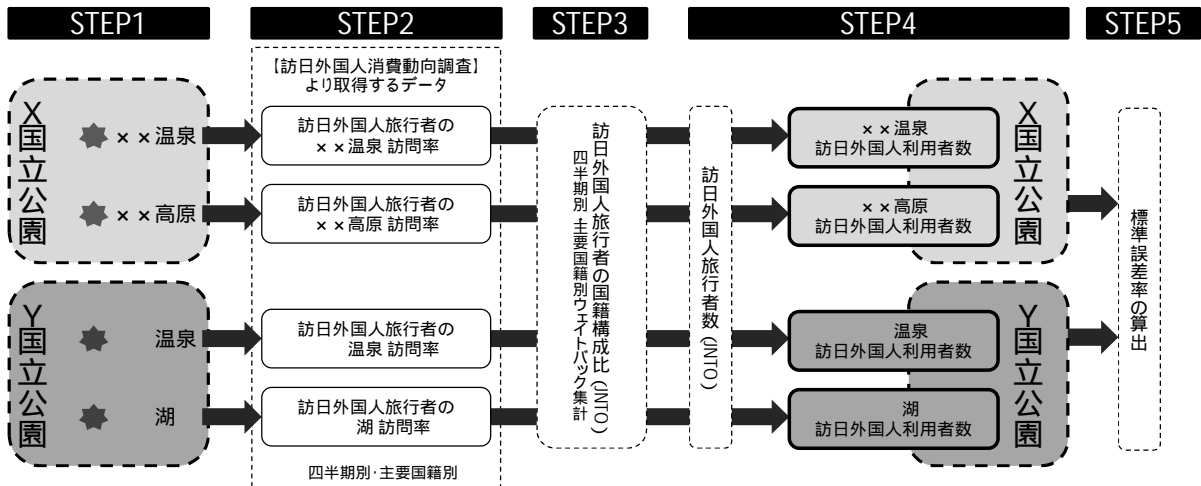 STEP1
STEP2
STEP3
STEP4
STEP5
X国立公園
××温泉
××高原
Y国立公園
温泉
湖
【訪日外国人消費動向調査】
より取得するデータ
訪日外国人旅行者の
××温泉 訪問率
訪日外国人旅行者の
××高原 訪問率
訪日外国人旅行者の
温泉 訪問率
訪日外国人旅行者の
湖 訪問率
四半期別・主要国籍別
訪日外国人旅行者の国籍構成比(JNTO)
四半期別・主要国籍別ウェイトバック集計
訪日外国人旅行者数(JNTO)
××温泉
訪日外国人利用者数
××高原
訪日外国人利用者数
X国立公園
温泉
訪日外国人利用者数
湖
訪日外国人利用者数
Y国立公園
標準誤差率の算出